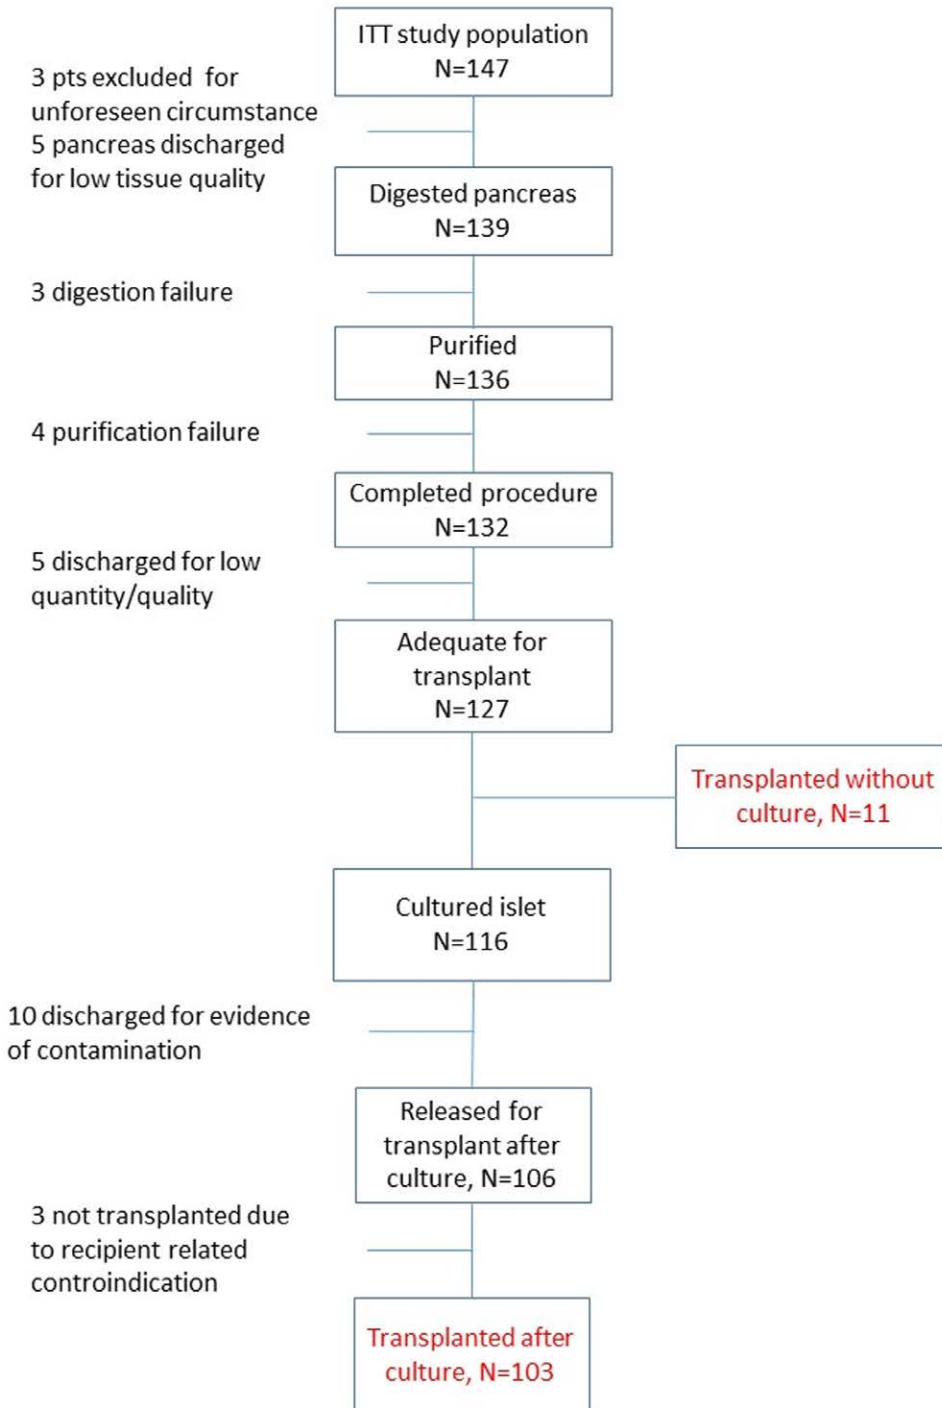 ITT study population
N=147
3 pts excluded for
unforeseen circumstance
5 pancreas discharged
for low tissue quality
Digested pancreas
N=139
3 digestion failure
Purified
N=136
4 purification failure
Completed procedure
N=132
5 discharged for low
quantity/quality
Adequate for
transplant
N=127
Transplanted without
culture, N=11
Cultured islet
N=116
10 discharged for evidence
of contamination
Released for
transplant after
culture, N=106
3 not transplanted due
to recipient related
controindication
Transplanted after
culture, N=103